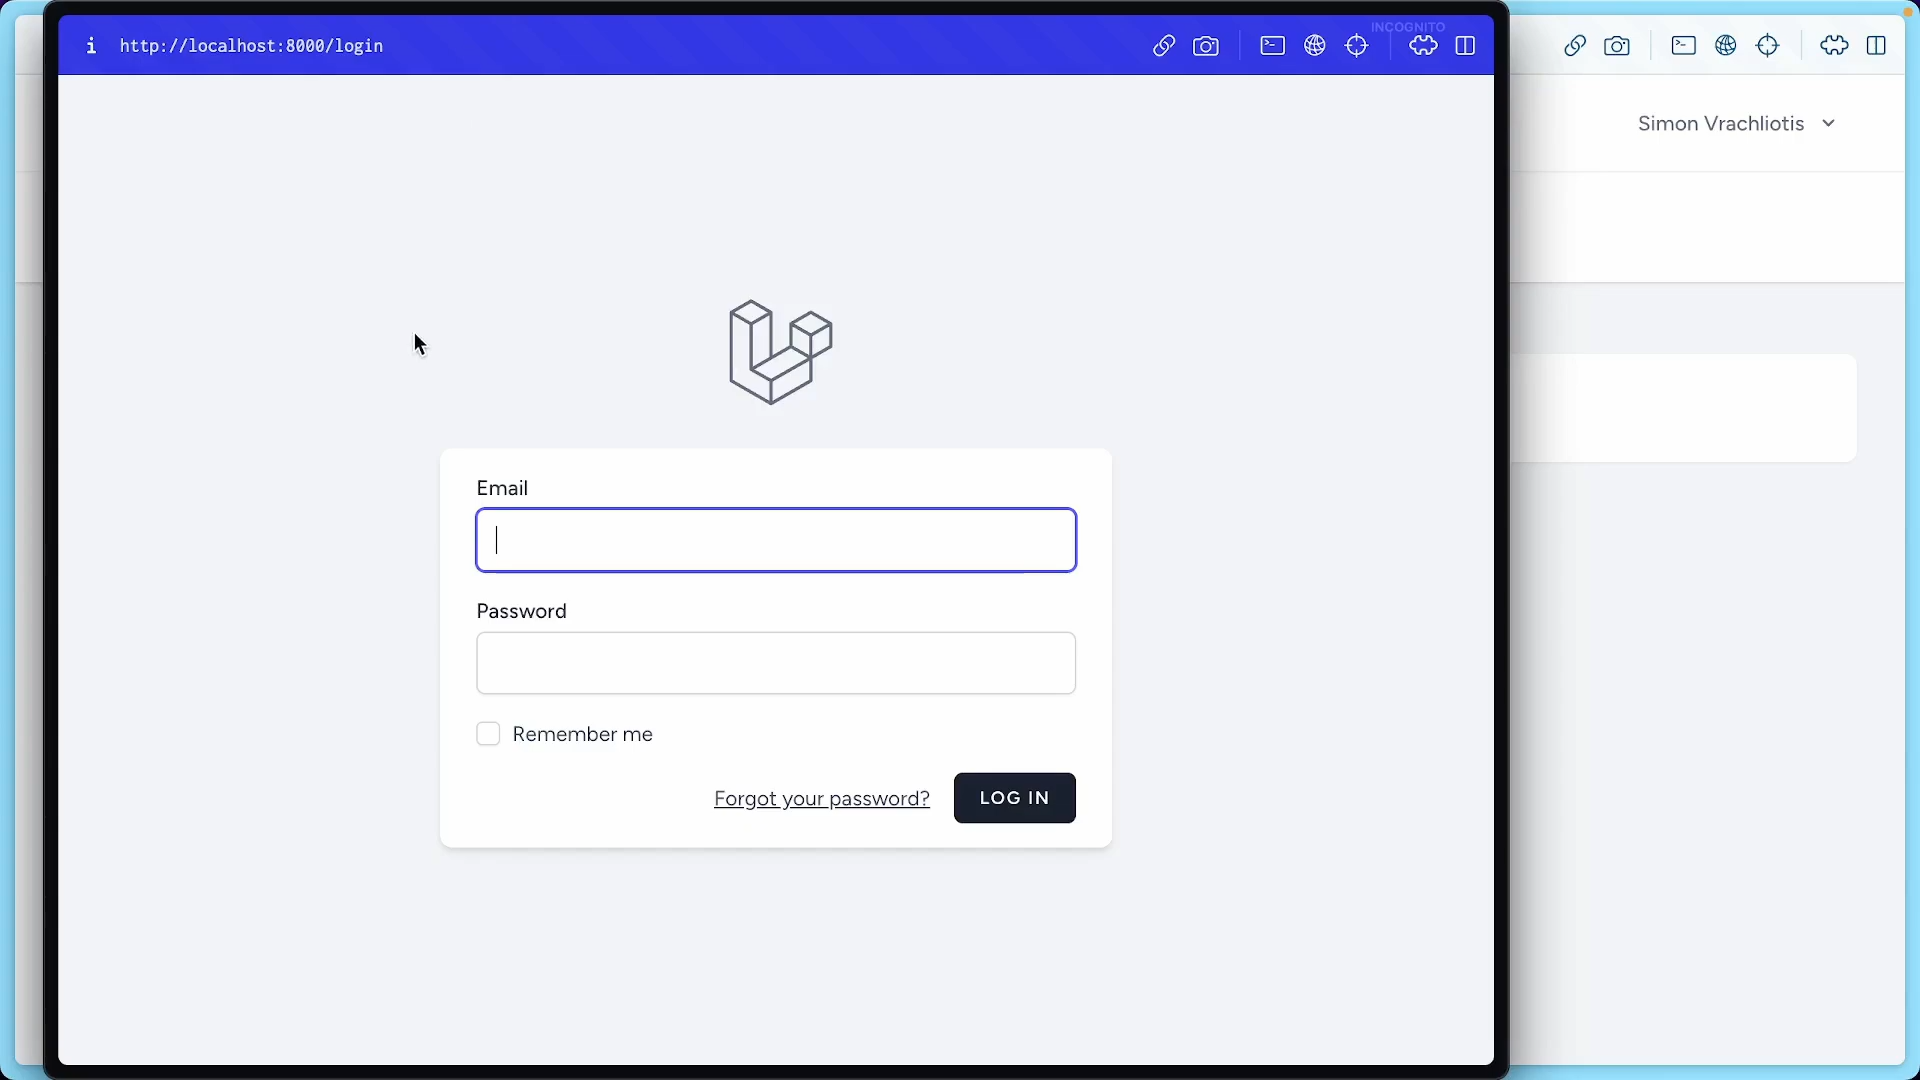 INCOGNITO
i http://localhost:8000/login
Simon Vrachliotis
Email
Password
Remember me
Forgot your password?
LOG IN